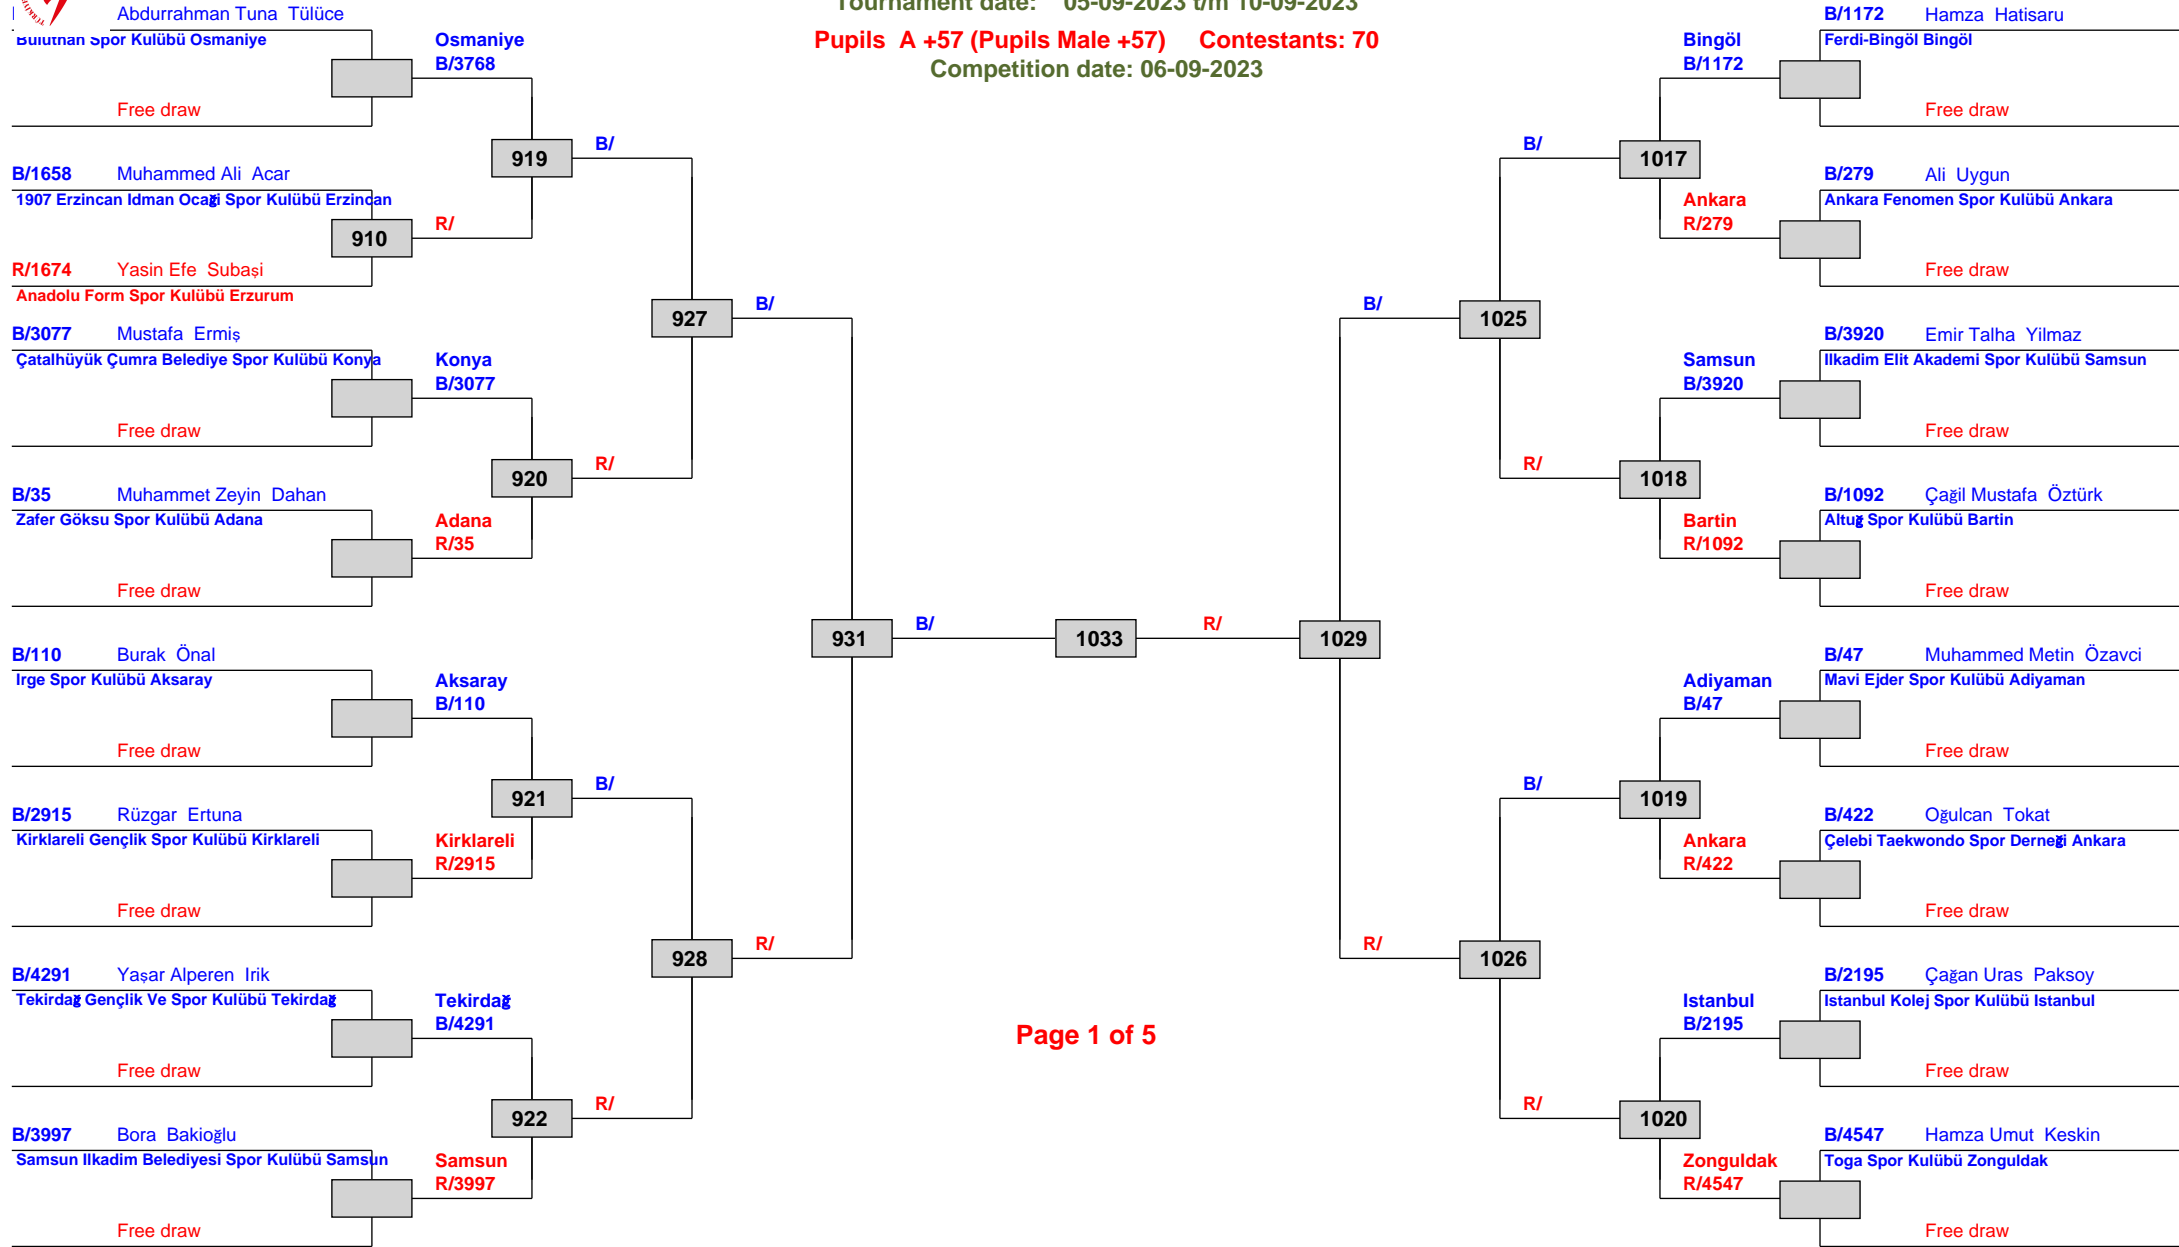 Tournament date: 05-09-2023 t/m 10-09-2023
Pupils A +57 (Pupils Male +57) Contestants: 70
Competition date: 06-09-2023
Abdurrahman Tuna Tülüce
Buluthan Spor Kulübü Osmaniye
Free draw
Osmaniye
B/3768
B/1658 Muhammed Ali Acar
1907 Erzincan Idman Ocaği Spor Kulübü Erzincan
910
R/1674 Yasin Efe Subaşi
Anadolu Form Spor Kulübü Erzurum
R/
919
B/
B/3077 Mustafa Ermiş
Çatalhüyük Çumra Belediye Spor Kulübü Konya
Free draw
Konya
B/3077
B/35 Muhammet Zeyin Dahan
Zafer Göksu Spor Kulübü Adana
Free draw
Adana
R/35
920
R/
927
B/
B/110 Burak Önal
Irge Spor Kulübü Aksaray
Free draw
Aksaray
B/110
B/2915 Rüzgar Ertuna
Kirklareli Gençlik Spor Kulübü Kirklareli
Free draw
Kirklareli
R/2915
921
B/
B/4291 Yaşar Alperen Irik
Tekirdağ Gençlik Ve Spor Kulübü Tekirdağ
Free draw
Tekirdağ
B/4291
B/3997 Bora Bakioğlu
Samsun Ilkadim Belediyesi Spor Kulübü Samsun
Free draw
Samsun
R/3997
922
R/
928
R/
931
B/
1033
R/
1029
B/
1025
B/
1017
Bingöl
B/1172
B/1172 Hamza Hatisaru
Ferdi-Bingöl Bingöl
Free draw
Ankara
R/279
B/279 Ali Uygun
Ankara Fenomen Spor Kulübü Ankara
Free draw
R/
1018
Samsun
B/3920
B/3920 Emir Talha Yilmaz
Ilkadim Elit Akademi Spor Kulübü Samsun
Free draw
Bartin
R/1092
B/1092 Çağil Mustafa Öztürk
Altuğ Spor Kulübü Bartin
Free draw
R/
1026
B/
1019
Adiyaman
B/47
B/47 Muhammed Metin Özavci
Mavi Ejder Spor Kulübü Adiyaman
Free draw
Ankara
R/422
B/422 Oğulcan Tokat
Çelebi Taekwondo Spor Derneği Ankara
Free draw
R/
1020
Istanbul
B/2195
B/2195 Çağan Uras Paksoy
Istanbul Kolej Spor Kulübü Istanbul
Free draw
Zonguldak
R/4547
B/4547 Hamza Umut Keskin
Toga Spor Kulübü Zonguldak
Free draw
Page 1 of 5